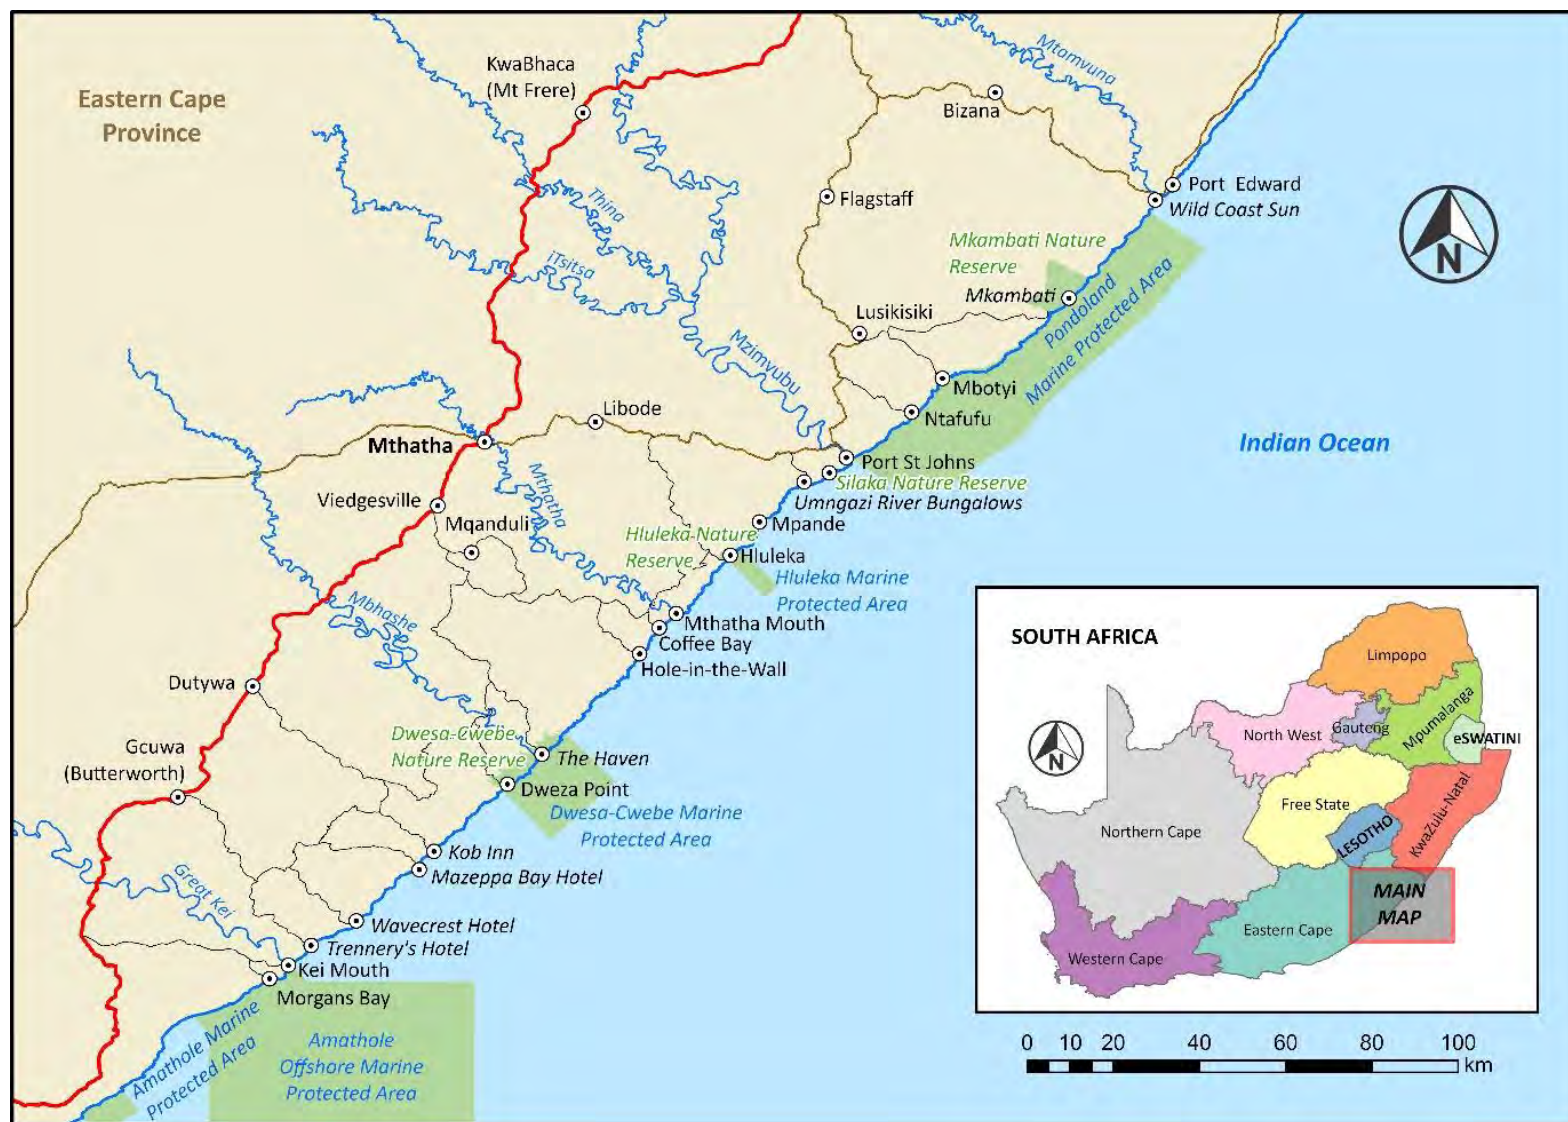 Eastern Cape
Province
KwaBhaca
(Mt Frere)
Mtamvuna
Bizana
Thina
Flagstaff
Port Edward
Wild Coast Sun
iTsitsa
Mkambati Nature
Reserve
Mkambati
Pondoland
Marine Protected Area
N
Lusikisiki
Mzimvubu
Mbotyi
Ntafufu
Libode
Mthatha
Indian Ocean
Port St Johns
Silaka Nature Reserve
Umngazi River Bungalows
Viedgesville
Mthatha
Mqanduli
Mpande
Hluleka Nature
Reserve
Hluleka
Hluleka Marine
Protected Area
Mbhashe
Mthatha Mouth
Coffee Bay
Hole-in-the-Wall
Dutywa
Dwesa-Cwebe
Nature Reserve
The Haven
Gcuwa
(Butterworth)
Dweza Point
Dwesa-Cwebe Marine
Protected Area
Kob Inn
Mazeppa Bay Hotel
Great Kei
Wavecrest Hotel
Trennery's Hotel
Kei Mouth
Morgans Bay
Amathole Marine
Protected Area
Amathole
Offshore Marine
Protected Area
SOUTH AFRICA
Limpopo
Mpumalanga
North West
Gauteng
eSWATINI
N
Free State
KwaZulu-Natal
Northern Cape
LESOTHO
MAIN
MAP
Eastern Cape
Western Cape
0 10 20 40 60 80 100
km